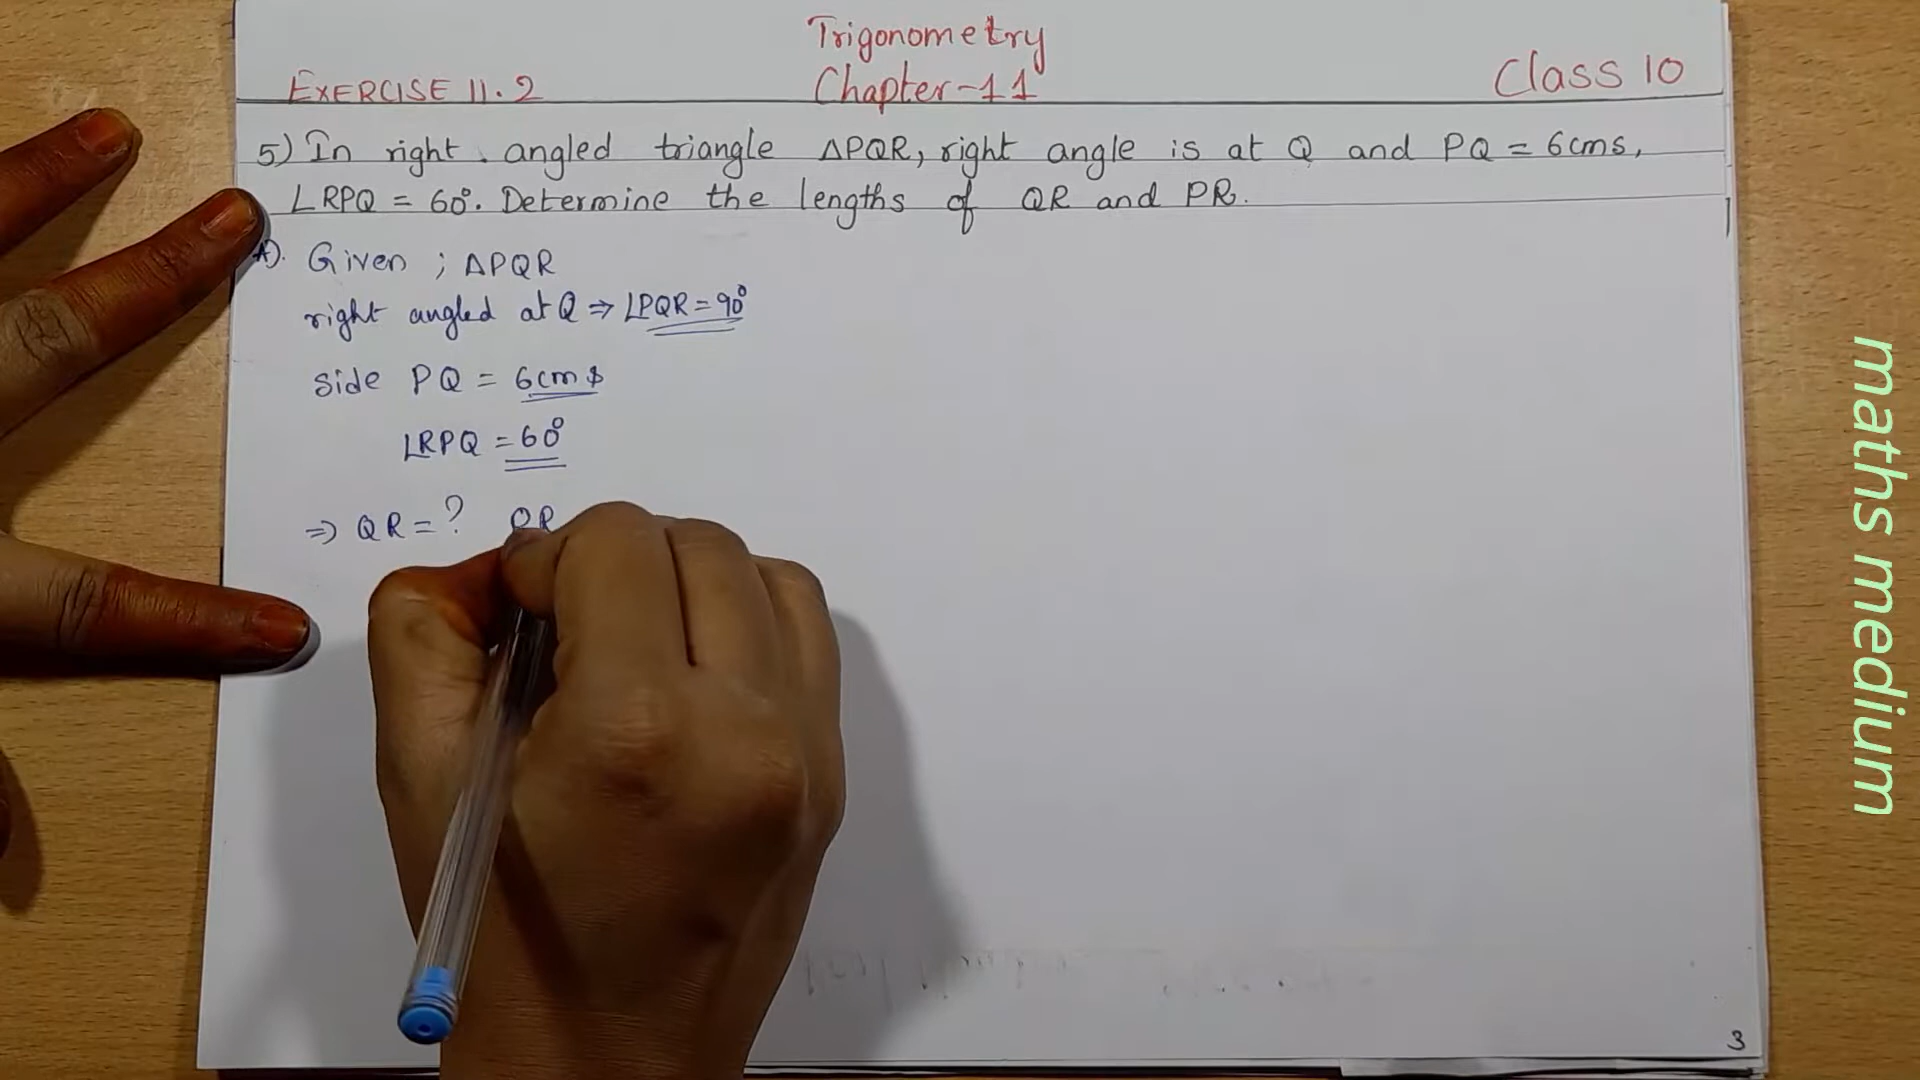 Trigonometry
EXERCISE 11.2
Chapter-11
Class 10
5) In right angled triangle ΔPQR, right angle is at Q and PQ = 6cms,
∠RPQ = 60°. Determine the lengths of QR and PR.
A). Given ; ΔPQR
right angled at Q ⇒ ∠PQR = 90°
side PQ = 6cms
∠RPQ = 60°
⇒ QR = ? PR
maths medium
3